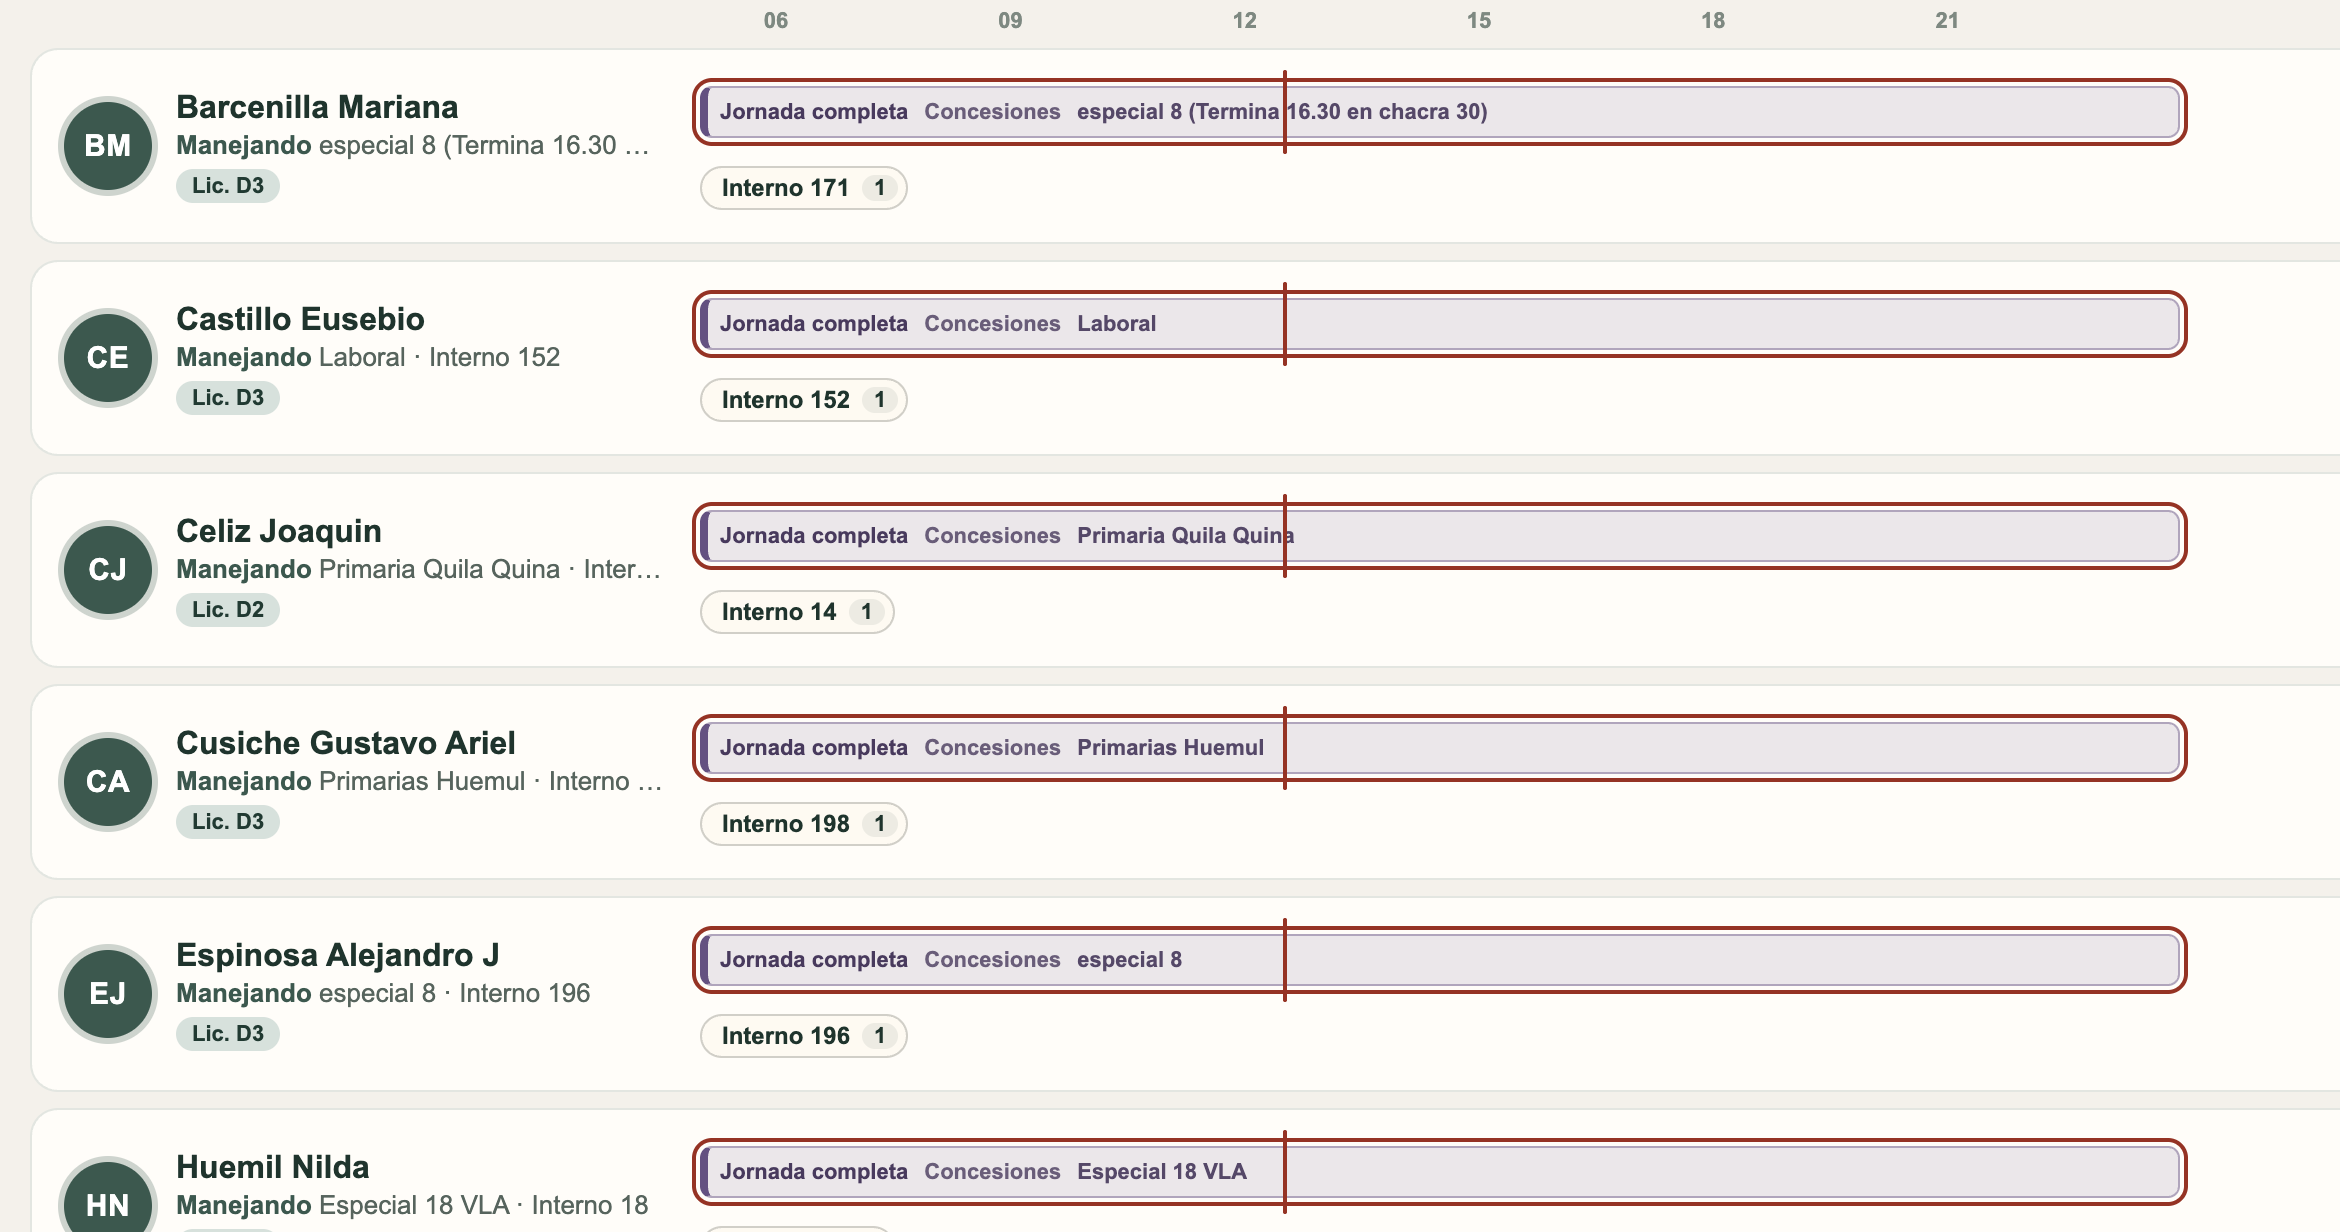 06 09 12 15 18 21
BM
Barcenilla Mariana
Manejando especial 8 (Termina 16.30 …
Lic. D3
Jornada completa Concesiones especial 8 (Termina 16.30 en chacra 30)
Interno 171 1
CE
Castillo Eusebio
Manejando Laboral · Interno 152
Lic. D3
Jornada completa Concesiones Laboral
Interno 152 1
CJ
Celiz Joaquin
Manejando Primaria Quila Quina · Inter…
Lic. D2
Jornada completa Concesiones Primaria Quila Quina
Interno 14 1
CA
Cusiche Gustavo Ariel
Manejando Primarias Huemul · Interno …
Lic. D3
Jornada completa Concesiones Primarias Huemul
Interno 198 1
EJ
Espinosa Alejandro J
Manejando especial 8 · Interno 196
Lic. D3
Jornada completa Concesiones especial 8
Interno 196 1
HN
Huemil Nilda
Manejando Especial 18 VLA · Interno 18
Jornada completa Concesiones Especial 18 VLA